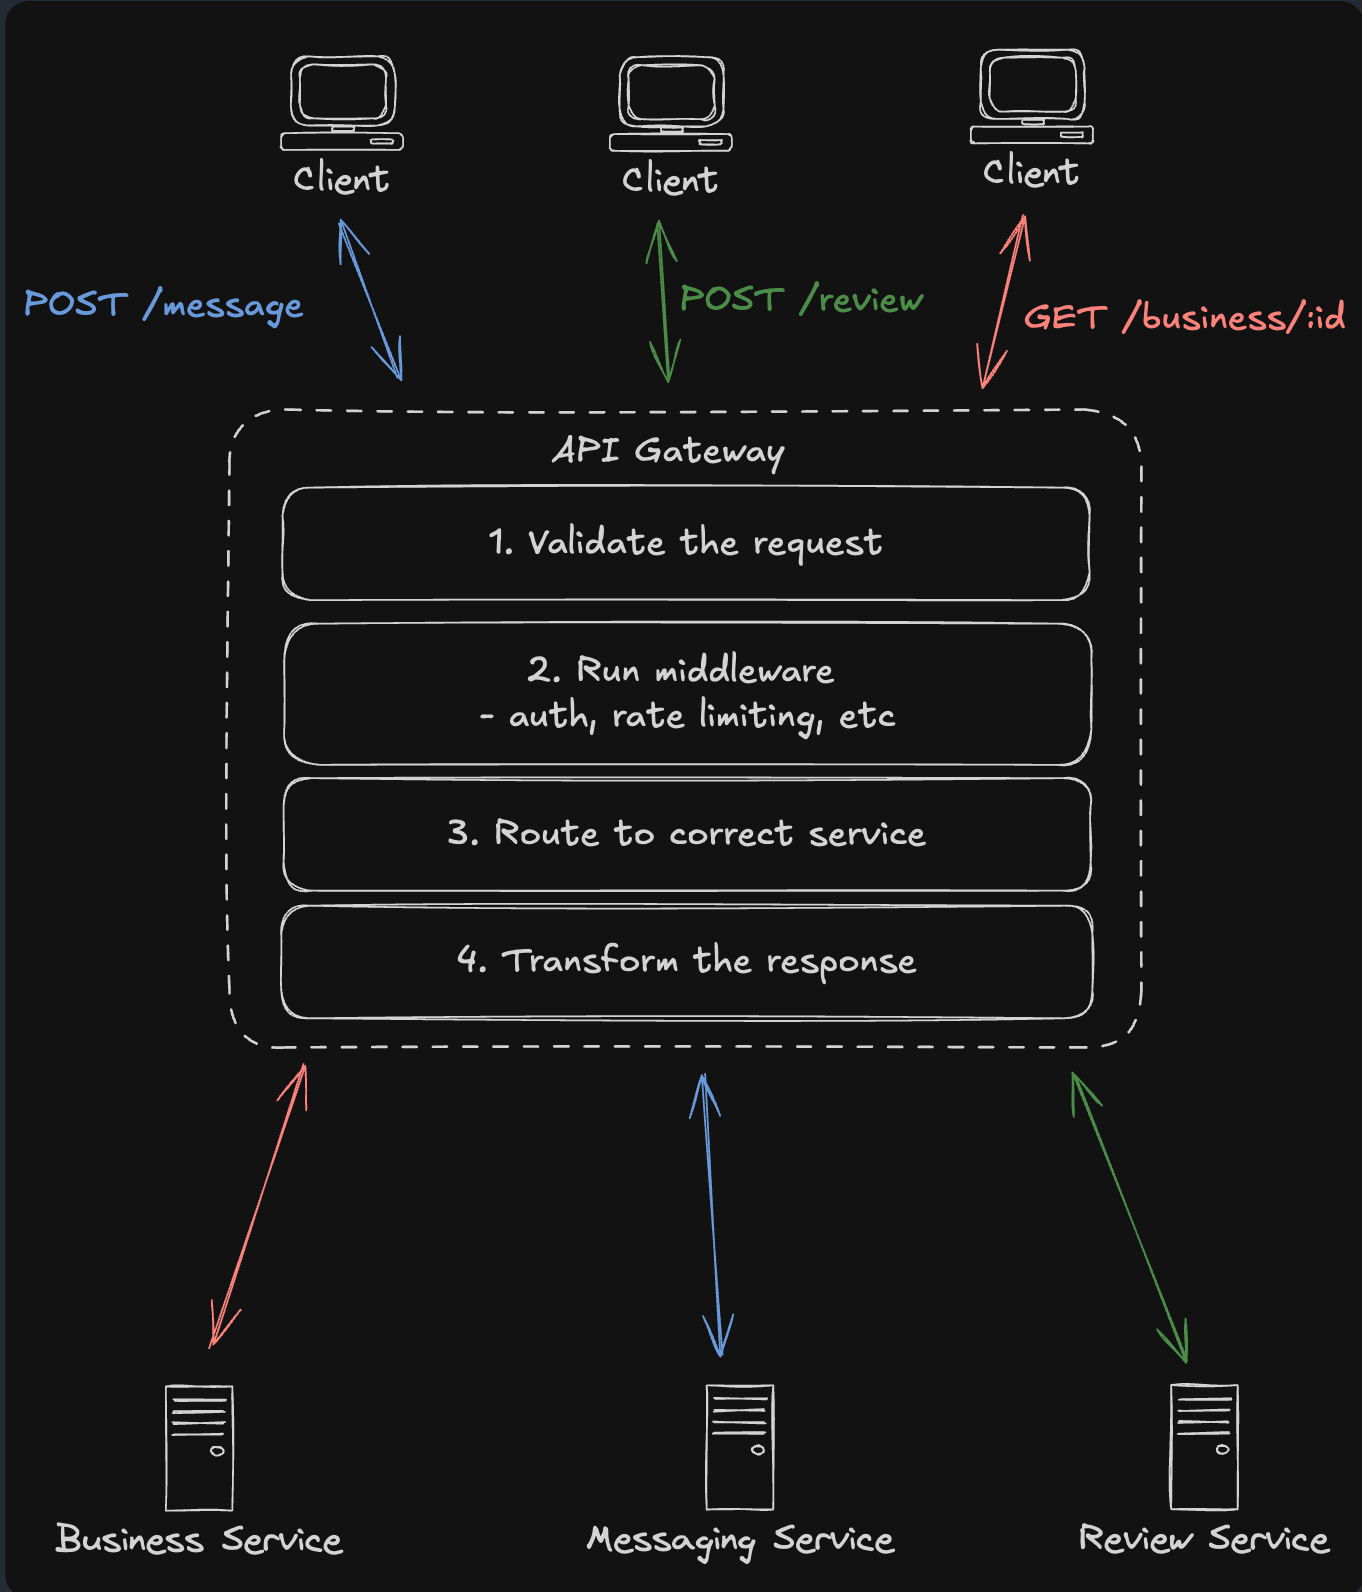 Client
Client
Client
POST /message
POST /review
GET /business/:id
API Gateway
1. Validate the request
2. Run middleware
- auth, rate limiting, etc
3. Route to correct service
4. Transform the response
Business Service
Messaging Service
Review Service